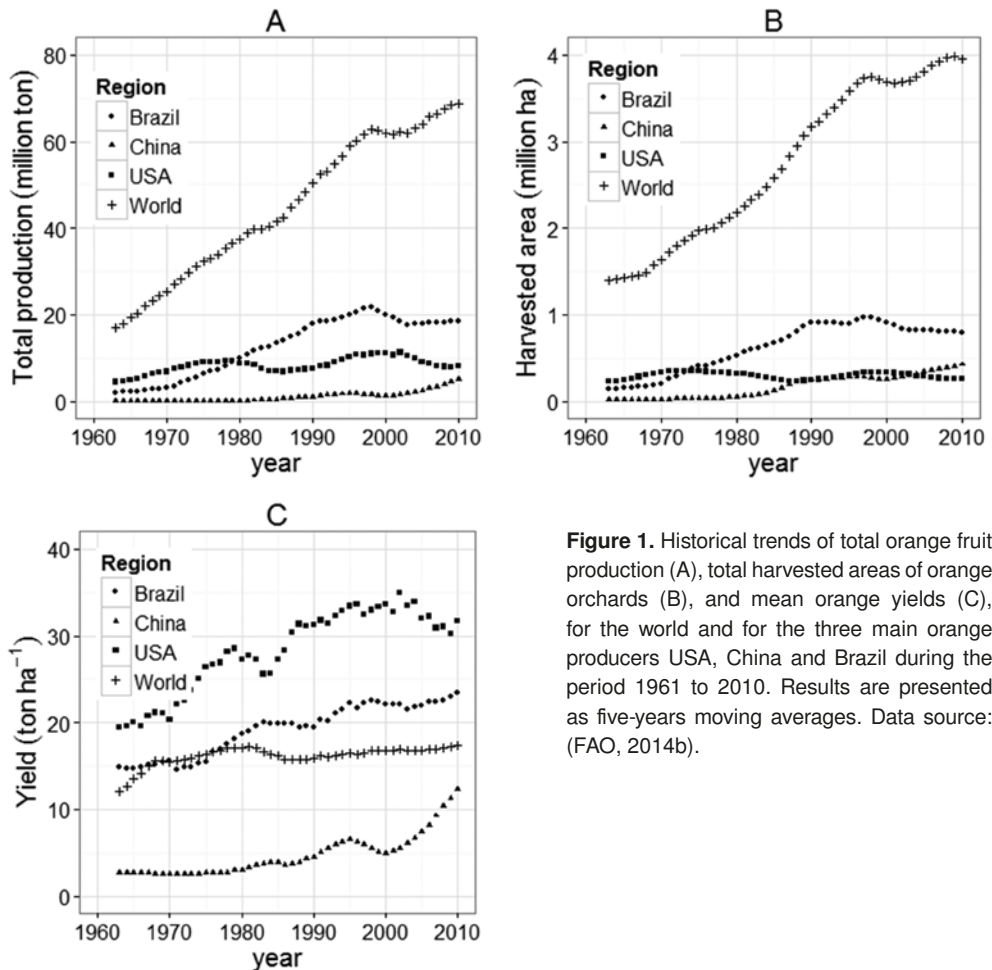 A
Total production (million ton)
80
60
40
20
0
Region
Brazil
China
USA
World
1960 1970 1980 1990 2000 2010
year
B
Harvested area (million ha)
4
3
2
1
0
Region
Brazil
China
USA
World
1960 1970 1980 1990 2000 2010
year
C
Yield (ton ha⁻¹)
40
30
20
10
0
Region
Brazil
China
USA
World
1960 1970 1980 1990 2000 2010
year
Figure 1. Historical trends of total orange fruit
production (A), total harvested areas of orange
orchards (B), and mean orange yields (C),
for the world and for the three main orange
producers USA, China and Brazil during the
period 1961 to 2010. Results are presented
as five-years moving averages. Data source:
(FAO, 2014b).